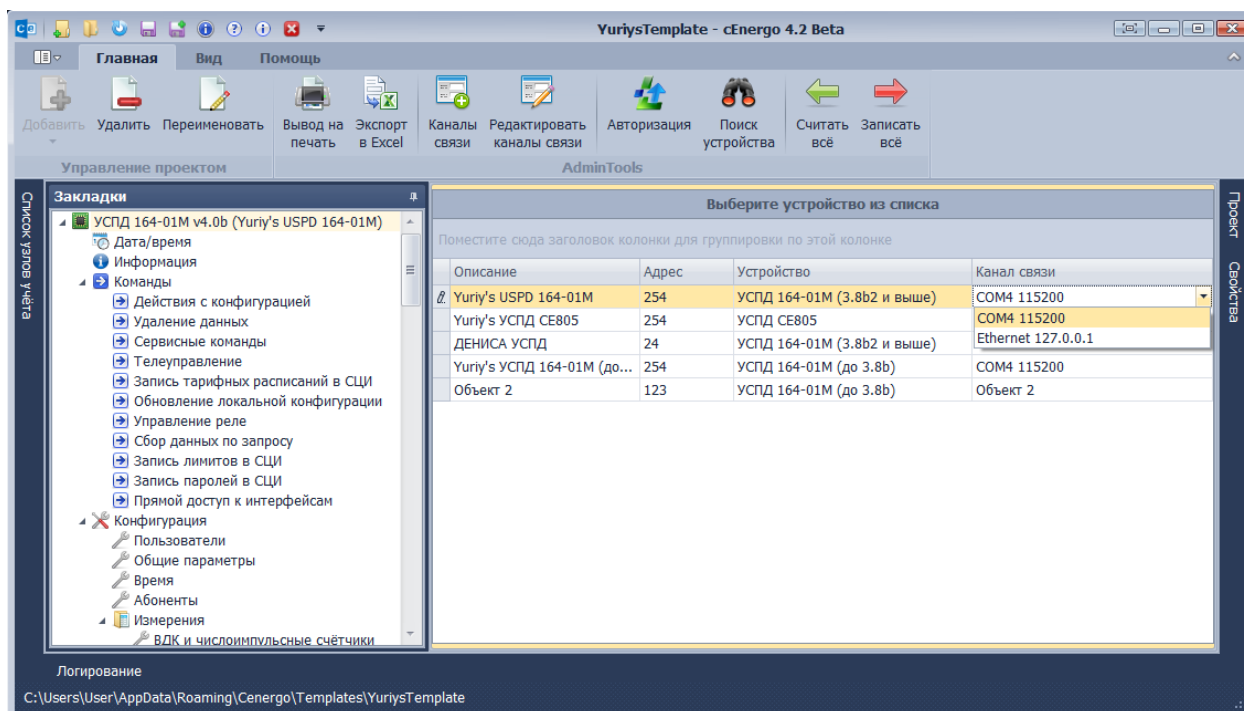 YuriysTemplate - cEnergo 4.2 Beta
Главная Вид Помощь
Добавить Удалить Переименовать Вывод на печать Экспорт в Excel Каналы связи Редактировать каналы связи Авторизация Поиск устройства Считать всё Записать всё
Управление проектом AdminTools
Список узлов учёта
Закладки
УСПД 164-01М v4.0b (Yuriy's USPD 164-01M)
Дата/время
Информация
Команды
Действия с конфигурацией
Удаление данных
Сервисные команды
Телеуправление
Запись тарифных расписаний в СЦИ
Обновление локальной конфигурации
Управление реле
Сбор данных по запросу
Запись лимитов в СЦИ
Запись паролей в СЦИ
Прямой доступ к интерфейсам
Конфигурация
Пользователи
Общие параметры
Время
Абоненты
Измерения
ВДК и числоимпульсные счётчики
Выберите устройство из списка
Поместите сюда заголовок колонки для группировки по этой колонке
Описание Адрес Устройство Канал связи
Yuriy's USPD 164-01M 254 УСПД 164-01М (3.8b2 и выше) COM4 115200
COM4 115200
Ethernet 127.0.0.1
Yuriy's УСПД CE805 254 УСПД CE805
ДЕНИСА УСПД 24 УСПД 164-01М (3.8b2 и выше)
Yuriy's УСПД 164-01М (до... 254 УСПД 164-01М (до 3.8b) COM4 115200
Объект 2 123 УСПД 164-01М (до 3.8b) Объект 2
Проект
Свойства
Логирование
C:\Users\User\AppData\Roaming\Cenergo\Templates\YuriysTemplate